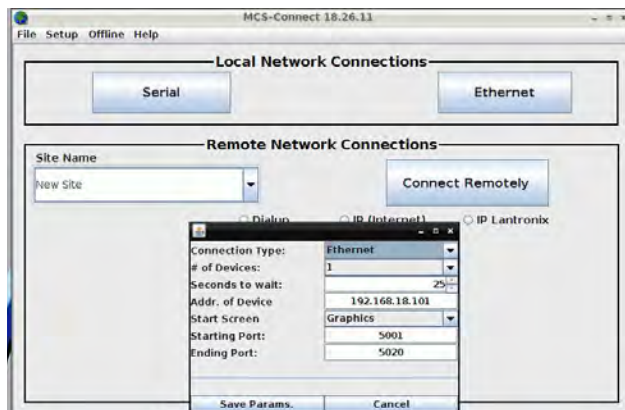 MCS-Connect 18.26.11
File Setup Offline Help
Local Network Connections
Serial Ethernet
Remote Network Connections
Site Name
New Site
Connect Remotely
Dialup IP (Internet) IP Lantronix
Connection Type: Ethernet
# of Devices: 1
Seconds to wait: 25
Addr. of Device 192.168.18.101
Start Screen Graphics
Starting Port: 5001
Ending Port: 5020
Save Params. Cancel